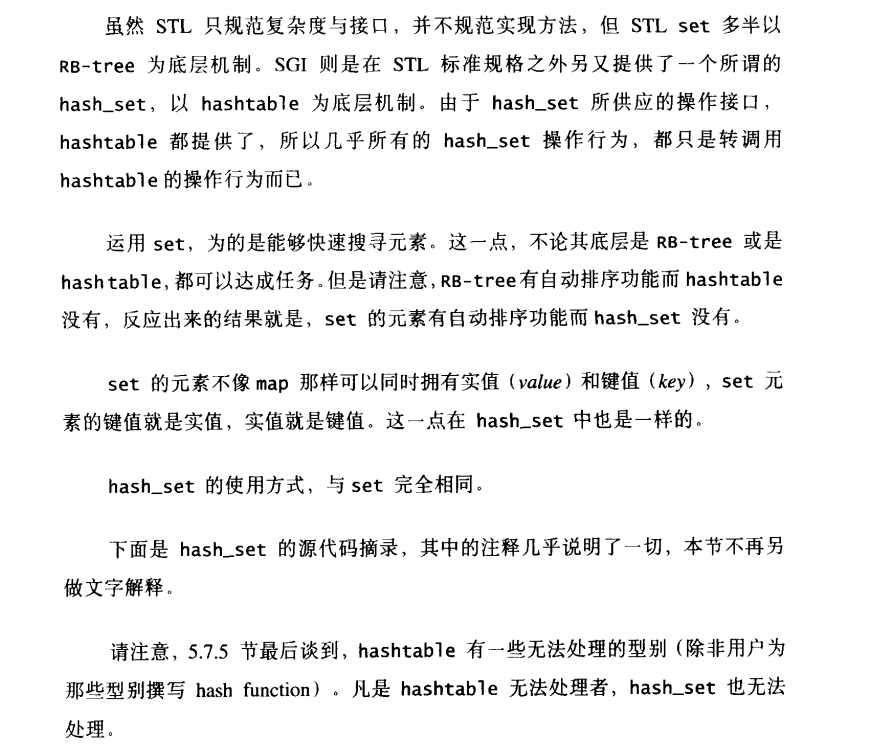 虽然 STL 只规范复杂度与接口，并不规范实现方法，但 STL set 多半以
RB-tree 为底层机制。SGI 则是在 STL 标准规格之外另又提供了一个所谓的
hash_set，以 hashtable 为底层机制。由于 hash_set 所供应的操作接口，
hashtable 都提供了，所以几乎所有的 hash_set 操作行为，都只是转调用
hashtable 的操作行为而已。
运用 set，为的是能够快速搜寻元素。这一点，不论其底层是 RB-tree 或是
hashtable，都可以达成任务。但是请注意，RB-tree 有自动排序功能而 hashtable
没有，反应出来的结果就是，set 的元素有自动排序功能而 hash_set 没有。
set 的元素不像 map 那样可以同时拥有实值（value）和键值（key），set 元
素的键值就是实值，实值就是键值。这一点在 hash_set 中也是一样的。
hash_set 的使用方式，与 set 完全相同。
下面是 hash_set 的源代码摘录，其中的注释几乎说明了一切，本节不再另
做文字解释。
请注意，5.7.5 节最后谈到，hashtable 有一些无法处理的型别（除非用户为
那些型别撰写 hash function）。凡是 hashtable 无法处理者，hash_set 也无法
处理。